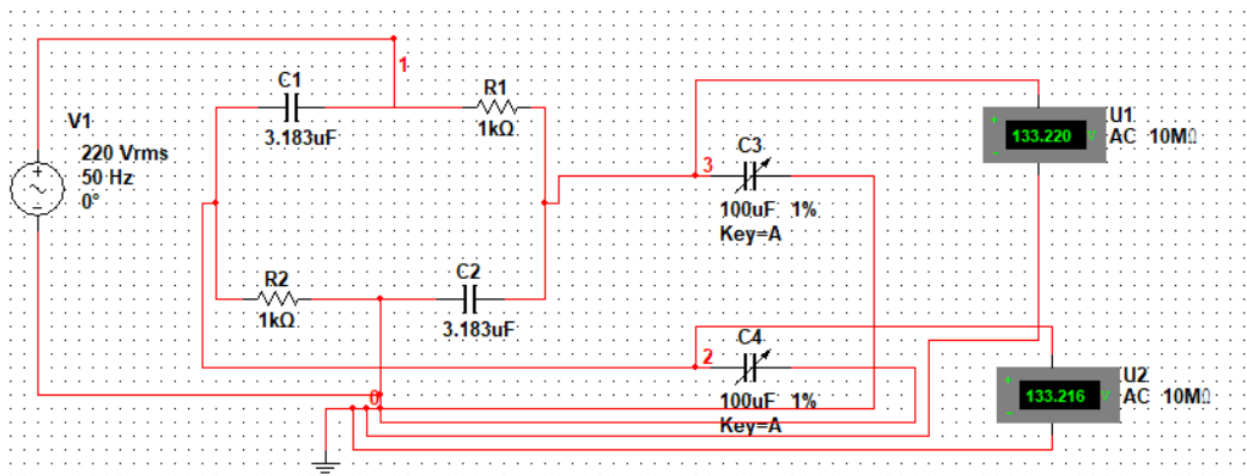 1
C1
3.183uF
R1
1kΩ
V1
220 Vrms
50 Hz
0°
+
-
U1
133.220
AC 10MΩ
C3
3
100uF 1%
Key=A
R2
1kΩ
C2
3.183uF
C4
2
100uF 1%
Key=A
0
+
-
U2
133.216
AC 10MΩ